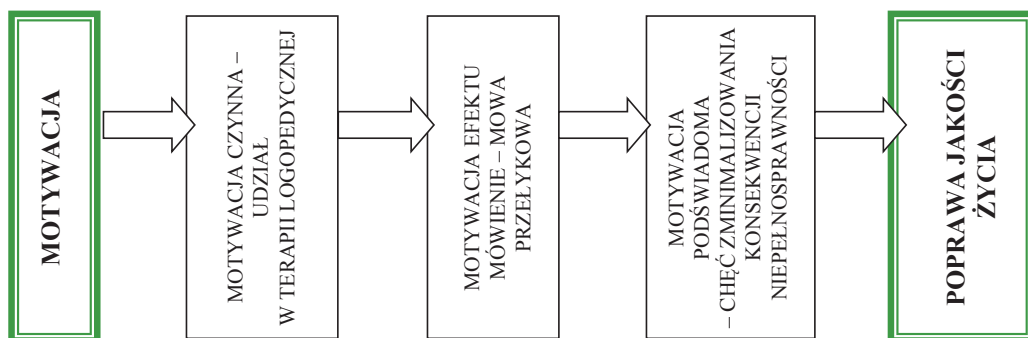 MOTYWACJA
MOTYWACJA CZYNNA –
UDZIAŁ
W TERAPII LOGOPEDYCZNEJ
MOTYWACJA EFEKTU
MÓWIENIE – MOWA
PRZEŁYKOWA
MOTYWACJA
PODŚWIADOMA
– CHĘĆ ZMINIMALIZOWANIA
KONSEKWENCJI
NIEPEŁNOSPRAWNOŚCI
POPRAWA JAKOŚCI
ŻYCIA